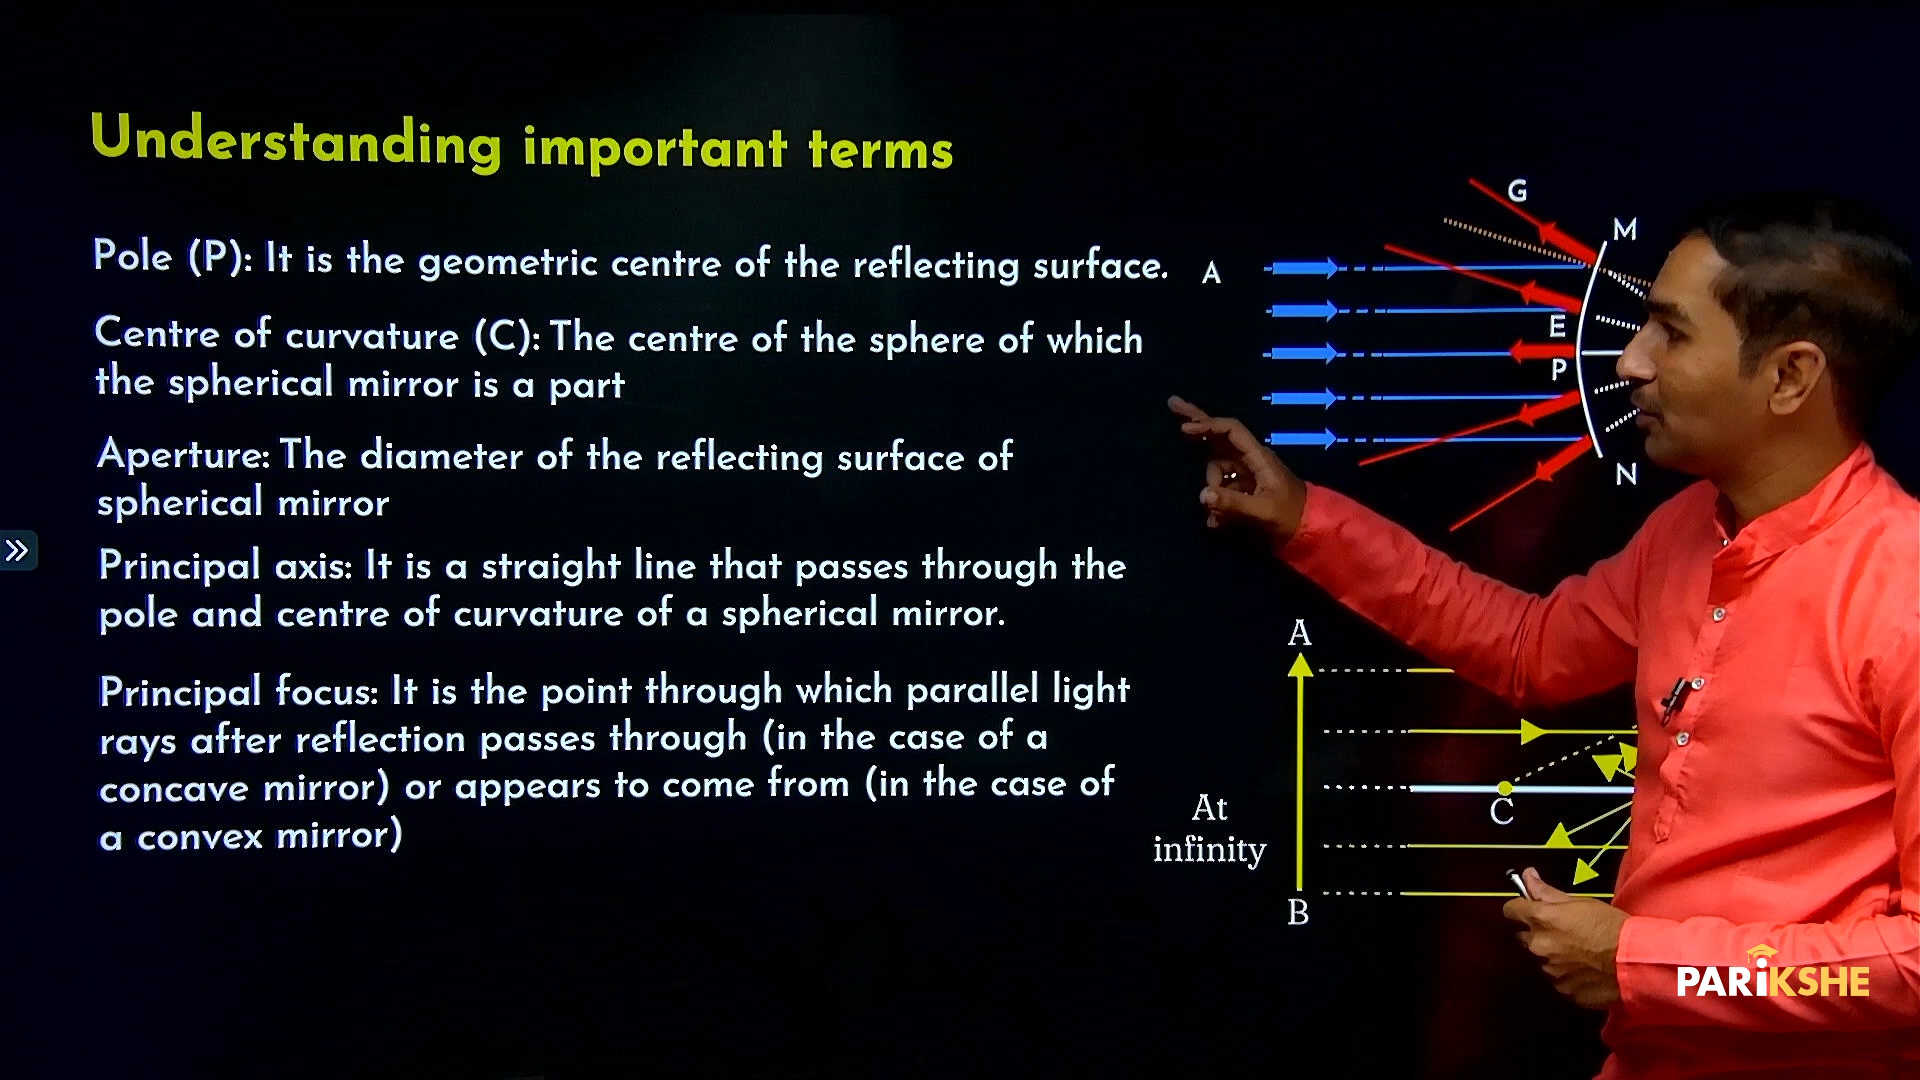 Understanding important terms
Pole (P): It is the geometric centre of the reflecting surface.
Centre of curvature (C): The centre of the sphere of which
the spherical mirror is a part
Aperture: The diameter of the reflecting surface of
spherical mirror
Principal axis: It is a straight line that passes through the
pole and centre of curvature of a spherical mirror.
Principal focus: It is the point through which parallel light
rays after reflection passes through (in the case of a
concave mirror) or appears to come from (in the case of
a convex mirror)
G
M
A
E
P
N
A
C
At
infinity
B
PARiKSHE